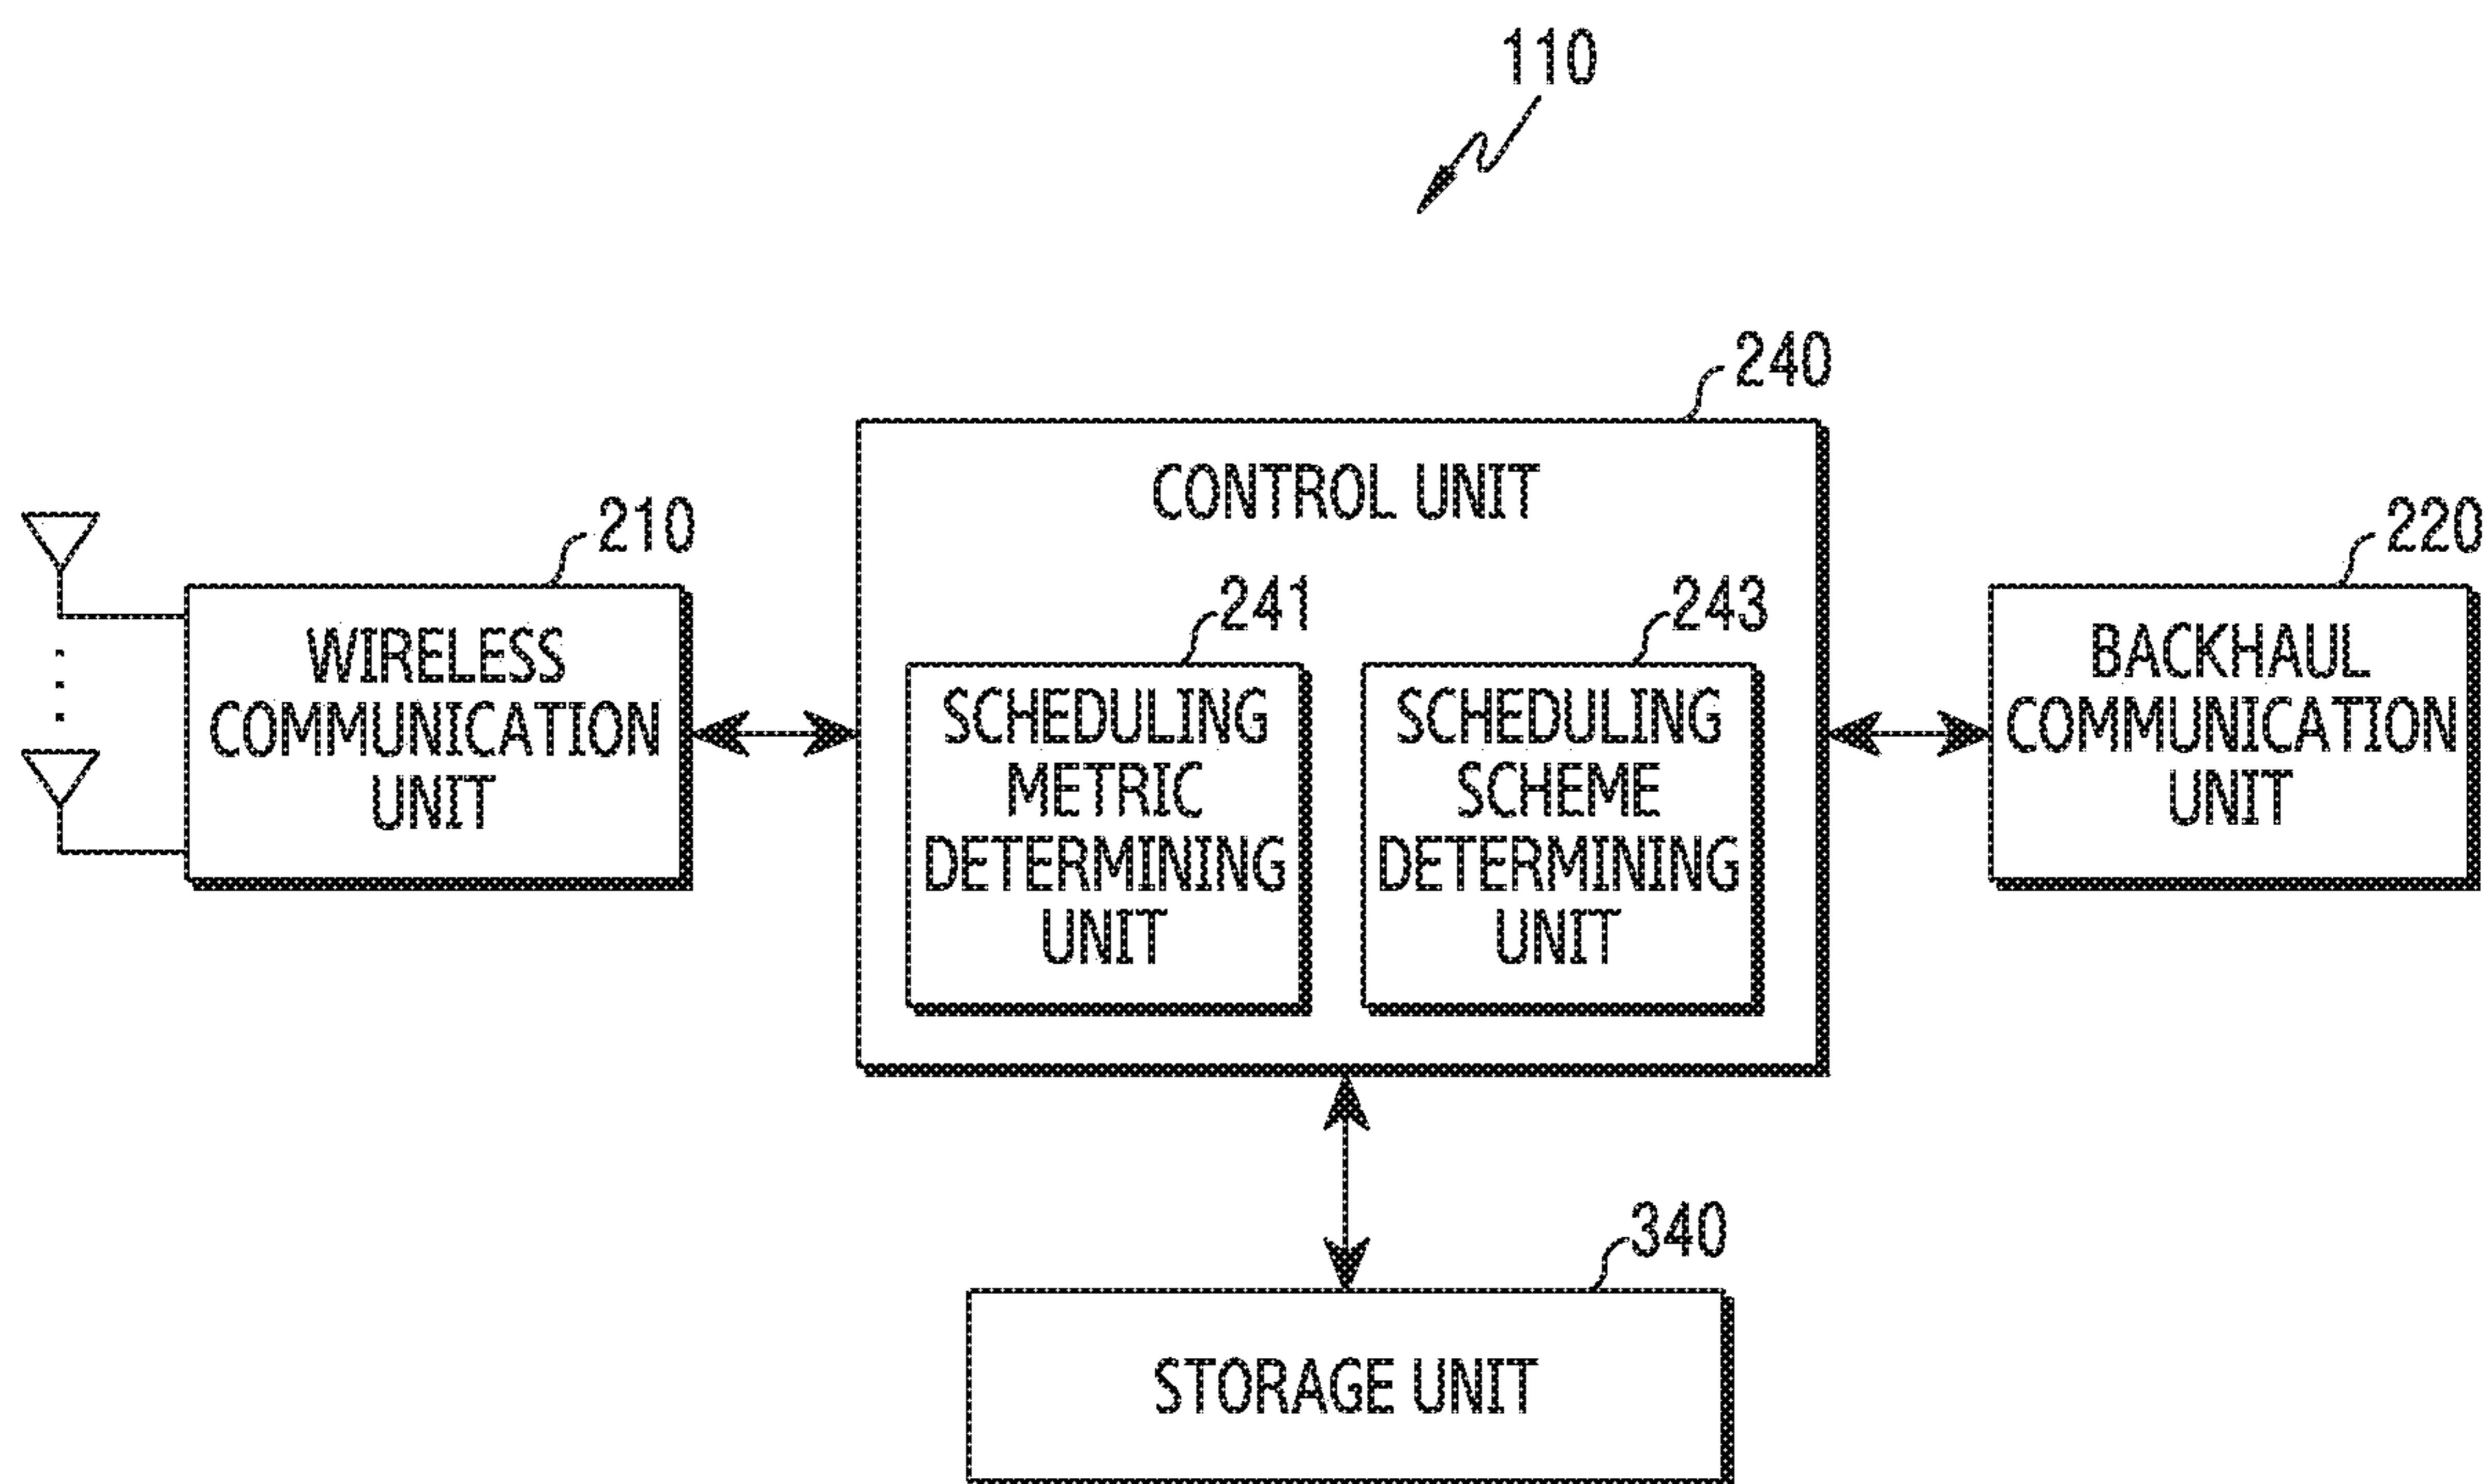 110
240
CONTROL UNIT
210
WIRELESS
COMMUNICATION
UNIT
241
SCHEDULING
METRIC
DETERMINING
UNIT
243
SCHEDULING
SCHEME
DETERMINING
UNIT
220
BACKHAUL
COMMUNICATION
UNIT
340
STORAGE UNIT